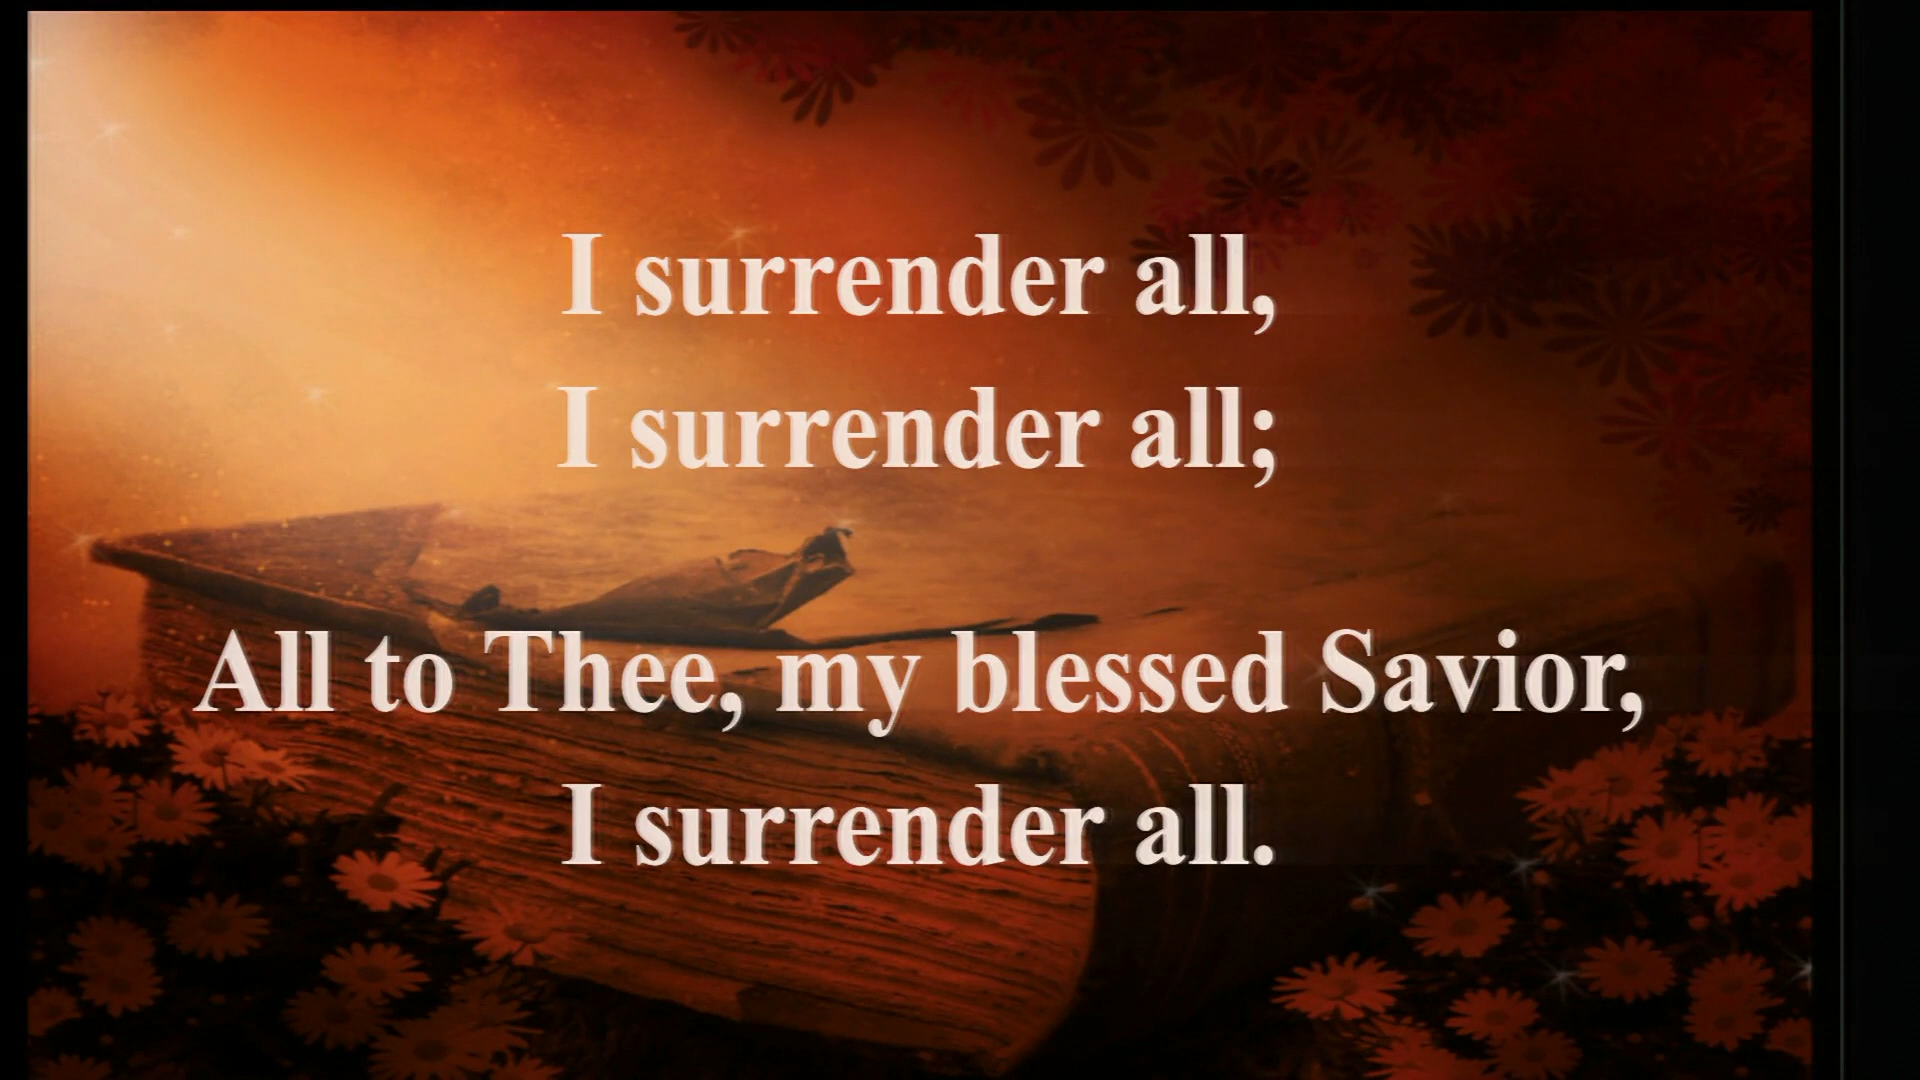 I surrender all,
I surrender all;
All to Thee, my blessed Savior,
I surrender all.